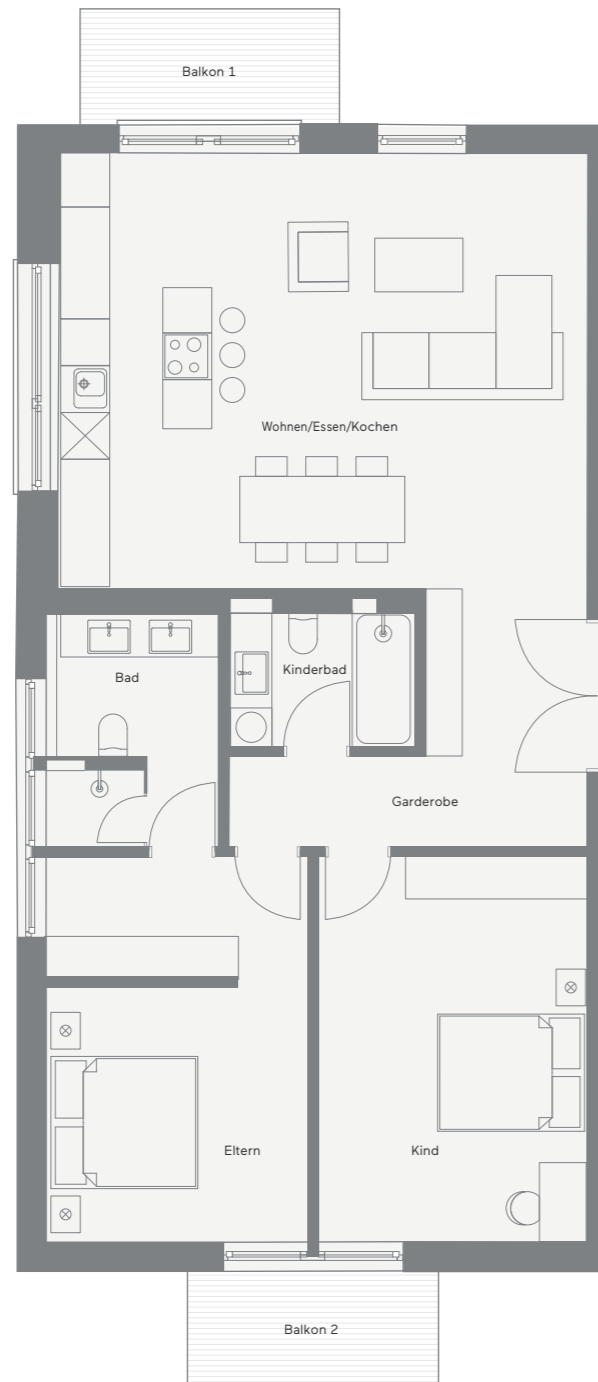 Balkon 1
Wohnen/Essen/Kochen
Kinderbad
Bad
Garderobe
Eltern
Kind
Balkon 2